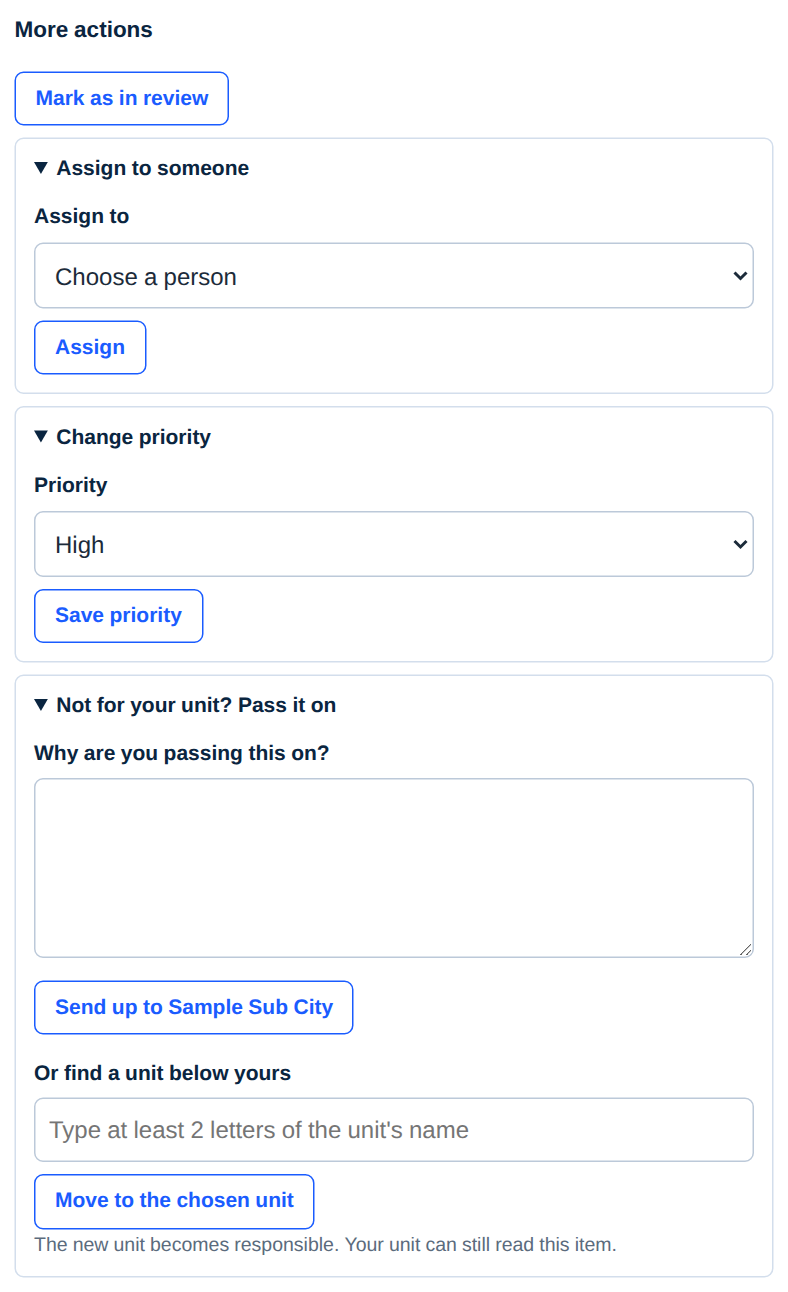 More actions
Mark as in review
Assign to someone
Assign to
Choose a person
Assign
Change priority
Priority
High
Save priority
Not for your unit? Pass it on
Why are you passing this on?
Send up to Sample Sub City
Or find a unit below yours
Type at least 2 letters of the unit's name
Move to the chosen unit
The new unit becomes responsible. Your unit can still read this item.